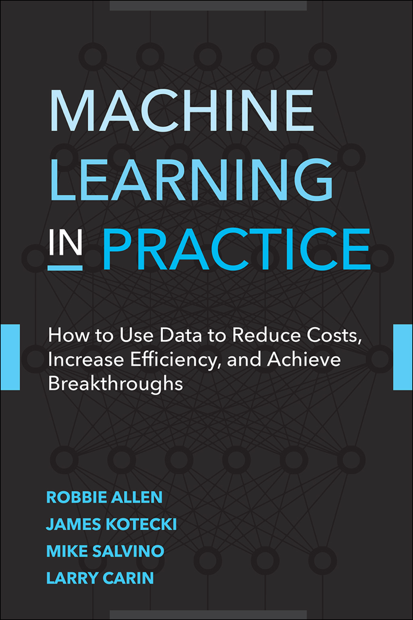 MACHINE
LEARNING
IN PRACTICE
How to Use Data to Reduce Costs,
Increase Efficiency, and Achieve
Breakthroughs
ROBBIE ALLEN
JAMES KOTECKI
MIKE SALVINO
LARRY CARIN